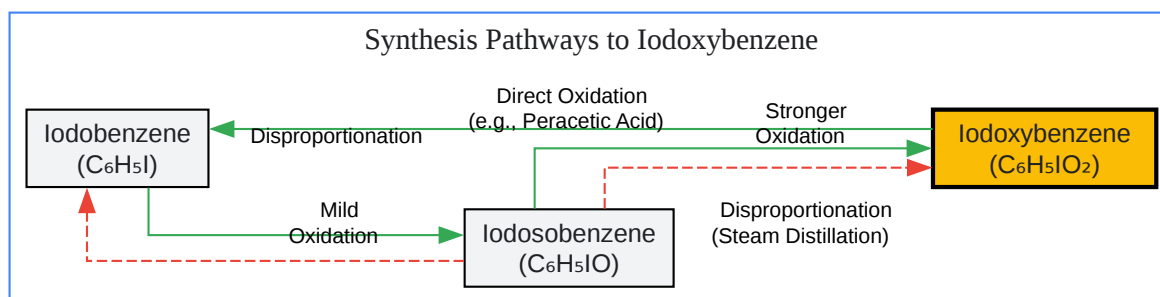 Synthesis Pathways to Iodoxybenzene
Direct Oxidation
(e.g., Peracetic Acid)
Stronger
Oxidation
Iodobenzene
(C₆H₅I)
Disproportionation
Iodoxybenzene
(C₆H₅IO₂)
Mild
Oxidation
Iodosobenzene
(C₆H₅IO)
Disproportionation
(Steam Distillation)